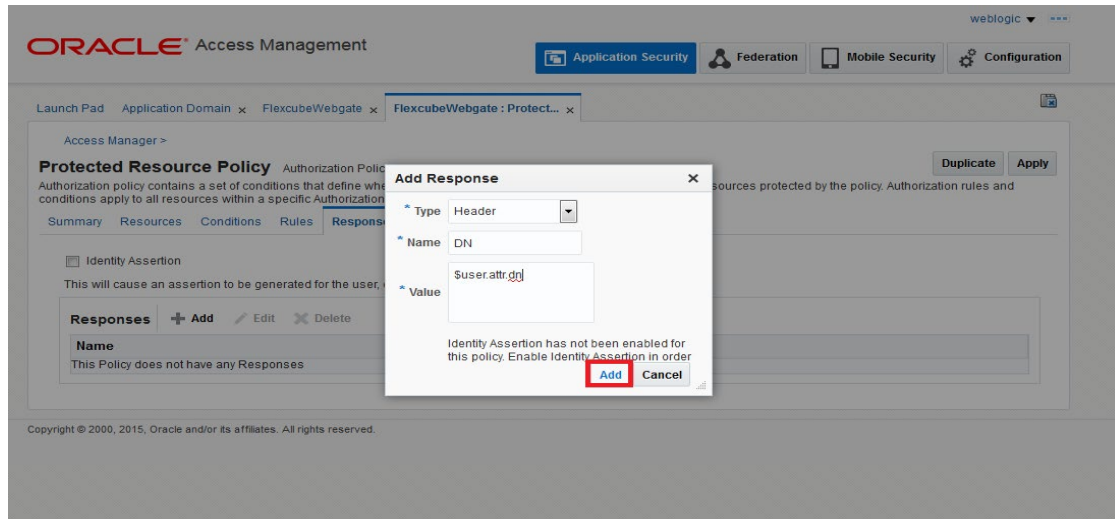 weblogic
ORACLE Access Management
Application Security Federation Mobile Security Configuration
Launch Pad Application Domain x FlexcubeWebgate x FlexcubeWebgate : Protect... x
Access Manager >
Protected Resource Policy Authorization Polic
Duplicate Apply
Authorization policy contains a set of conditions that define whe
sources protected by the policy. Authorization rules and
conditions apply to all resources within a specific Authorization
Summary Resources Conditions Rules Respons
Identity Assertion
This will cause an assertion to be generated for the user,
Responses Add Edit Delete
Name
This Policy does not have any Responses
Add Response
* Type Header
* Name DN
* Value $user.attr.dn
Identity Assertion has not been enabled for
this policy. Enable Identity Assertion in order
Add Cancel
Copyright © 2000, 2015, Oracle and/or its affiliates. All rights reserved.